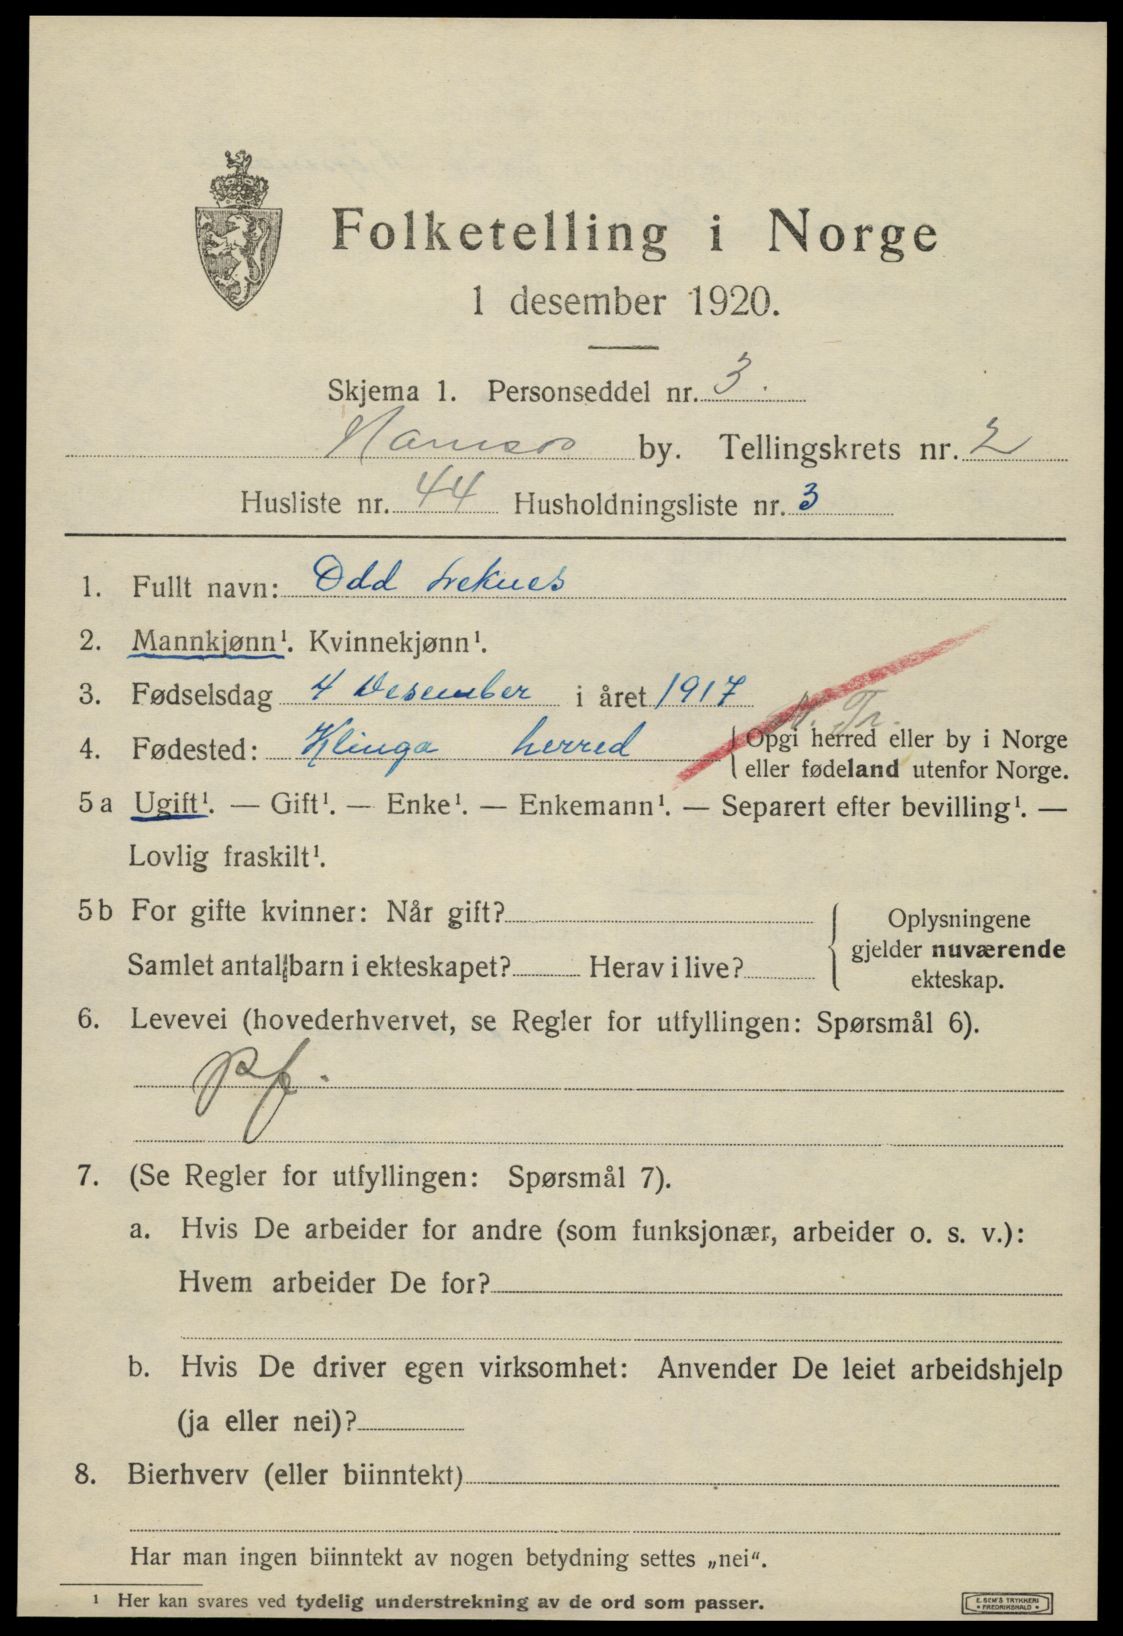 Folketelling i Norge
1 desember 1920.
Skjema 1. Personseddel nr. 3.
Namsos by. Tellingskrets nr. 2
Husliste nr. 44 Husholdningsliste nr. 3
1. Fullt navn: Odd
2. Mannkjønn¹. Kvinnekjønn¹.
3. Fødselsdag 4 Desember i året 1917
N. Tr.
4. Fødested: Klinga herred { Opgi herred eller by i Norge
eller fødeland utenfor Norge.
5a Ugift¹. — Gift¹. — Enke¹. — Enkemann¹. — Separert efter bevilling¹. —
Lovlig fraskilt¹.
5b For gifte kvinner: Når gift?
Samlet antall barn i ekteskapet? Herav i live?
{ Oplysningene
gjelder nuværende
ekteskap.
6. Levevei (hovederhvervet, se Regler for utfyllingen: Spørsmål 6).
pf.
7. (Se Regler for utfyllingen: Spørsmål 7).
a. Hvis De arbeider for andre (som funksjonær, arbeider o. s. v.):
Hvem arbeider De for?
b. Hvis De driver egen virksomhet: Anvender De leiet arbeidshjelp
(ja eller nei)?
8. Bierhverv (eller biinntekt)
Har man ingen biinntekt av nogen betydning settes „nei“.
¹ Her kan svares ved tydelig understrekning av de ord som passer.
E. SEM'S TRYKKERI
• FREDRIKSHALD •